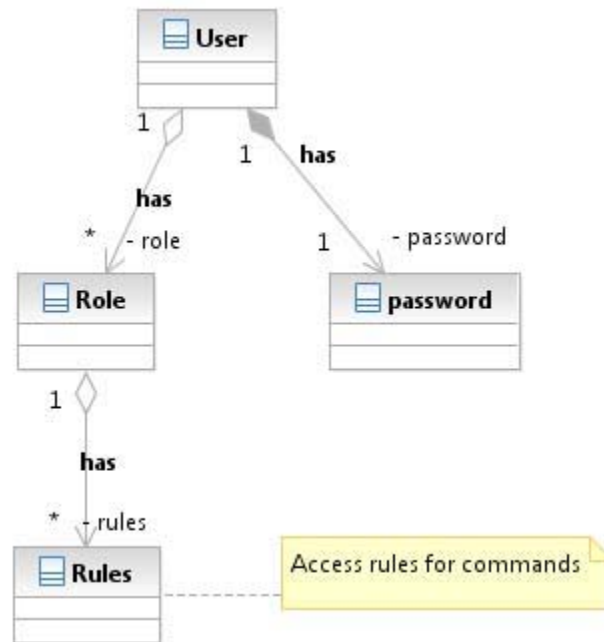 User
1
1
has
has
*
- role
1
- password
Role
password
1
has
*
- rules
Rules
Access rules for commands